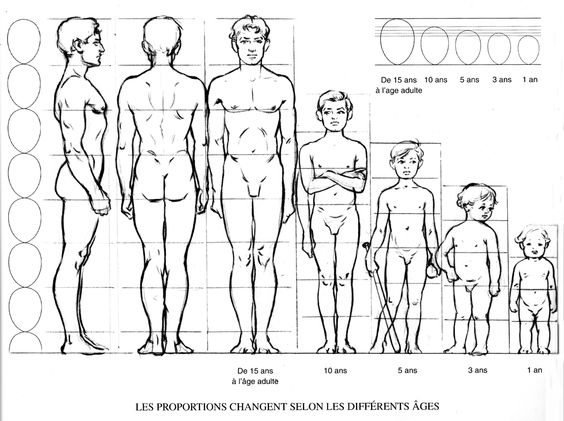 De 15 ans 10 ans 5 ans 3 ans 1 an
à l'age adulte
De 15 ans 10 ans 5 ans 3 ans 1 an
à l'âge adulte
LES PROPORTIONS CHANGENT SELON LES DIFFÉRENTS ÂGES